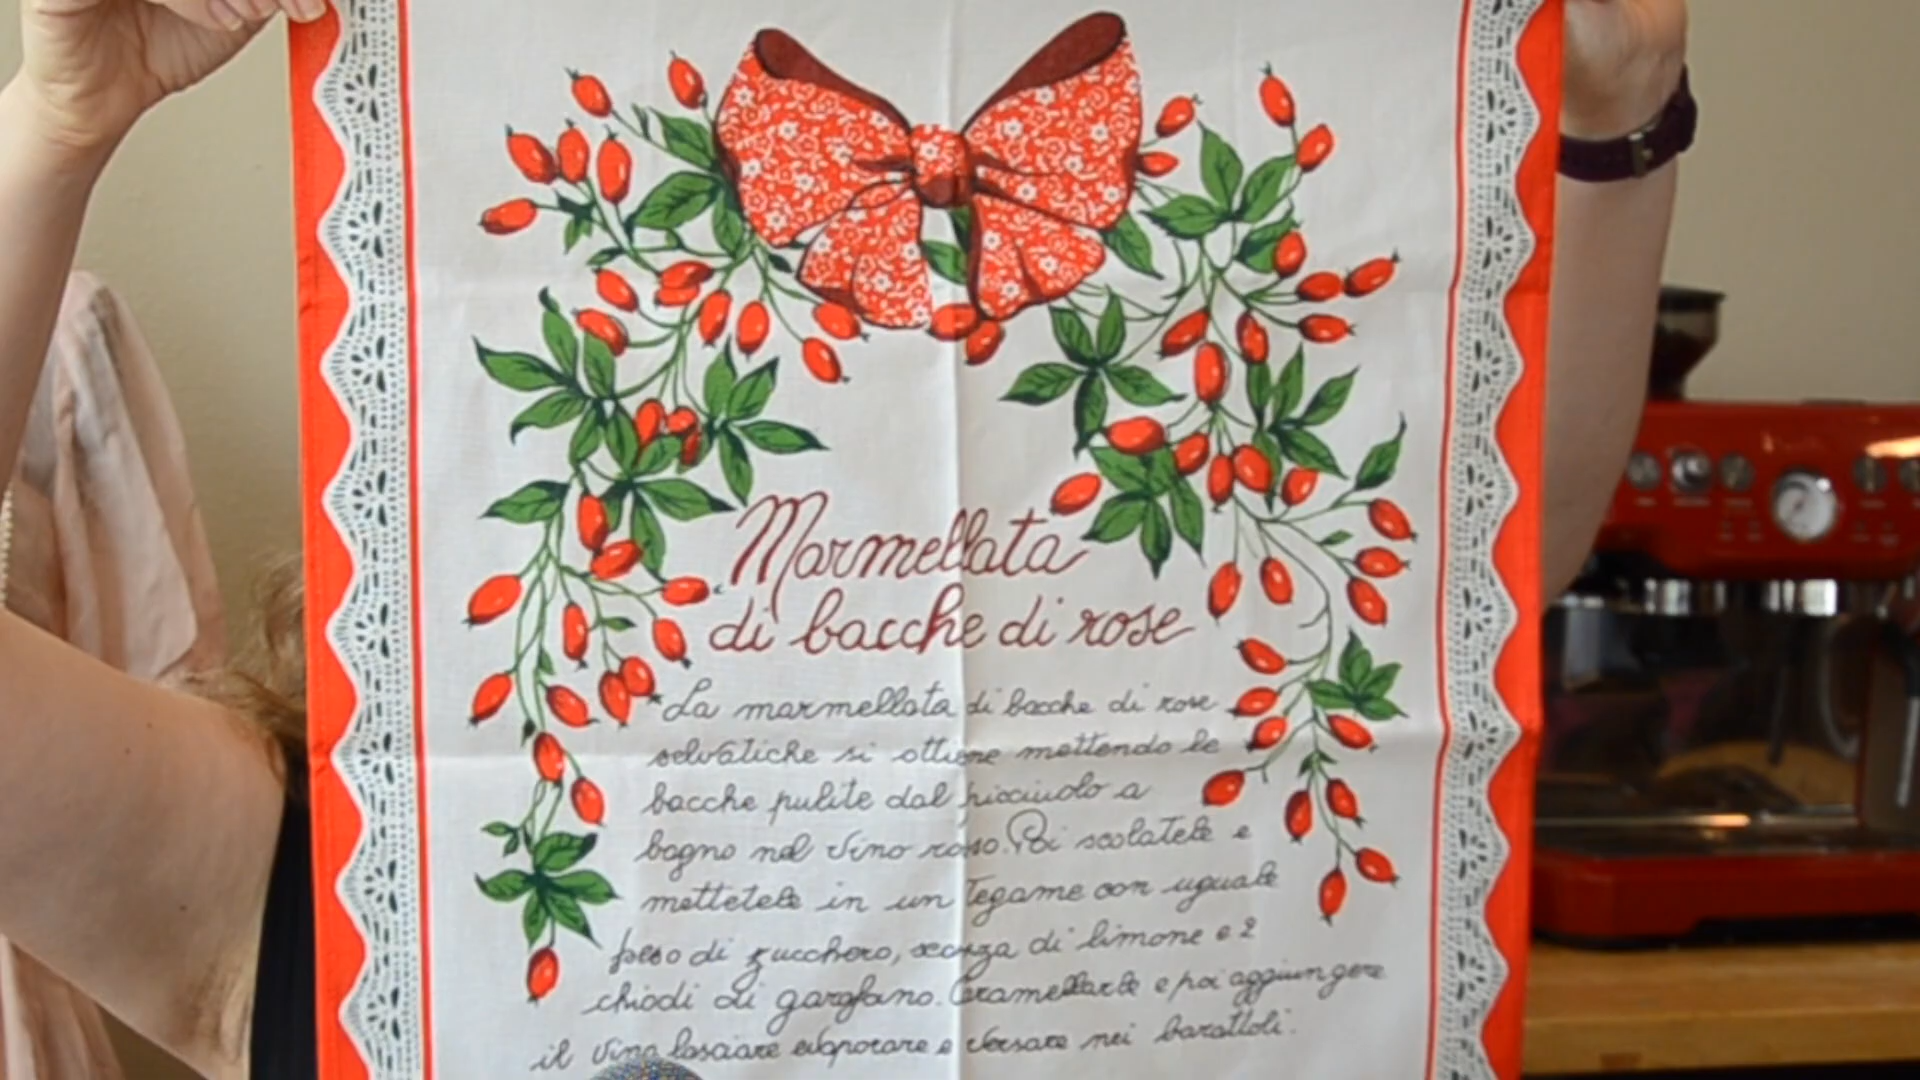 Marmellata
di bacche di rose
La marmellata di bacche di rose
selvatiche si ottiene mettendo le
bacche pulite dal picciuolo a
bagno nel vino rosso. Poi scolatele e
mettetele in un tegame con uguale
peso di zucchero, scorza di limone e 2
chiodi di garofano. Caramellarle e poi aggiungere
il vino lasciare evaporare e versare nei barattoli.